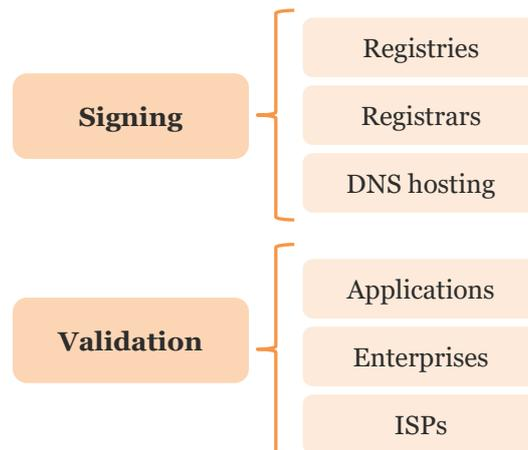 Signing
Registries
Registrars
DNS hosting
Validation
Applications
Enterprises
ISPs